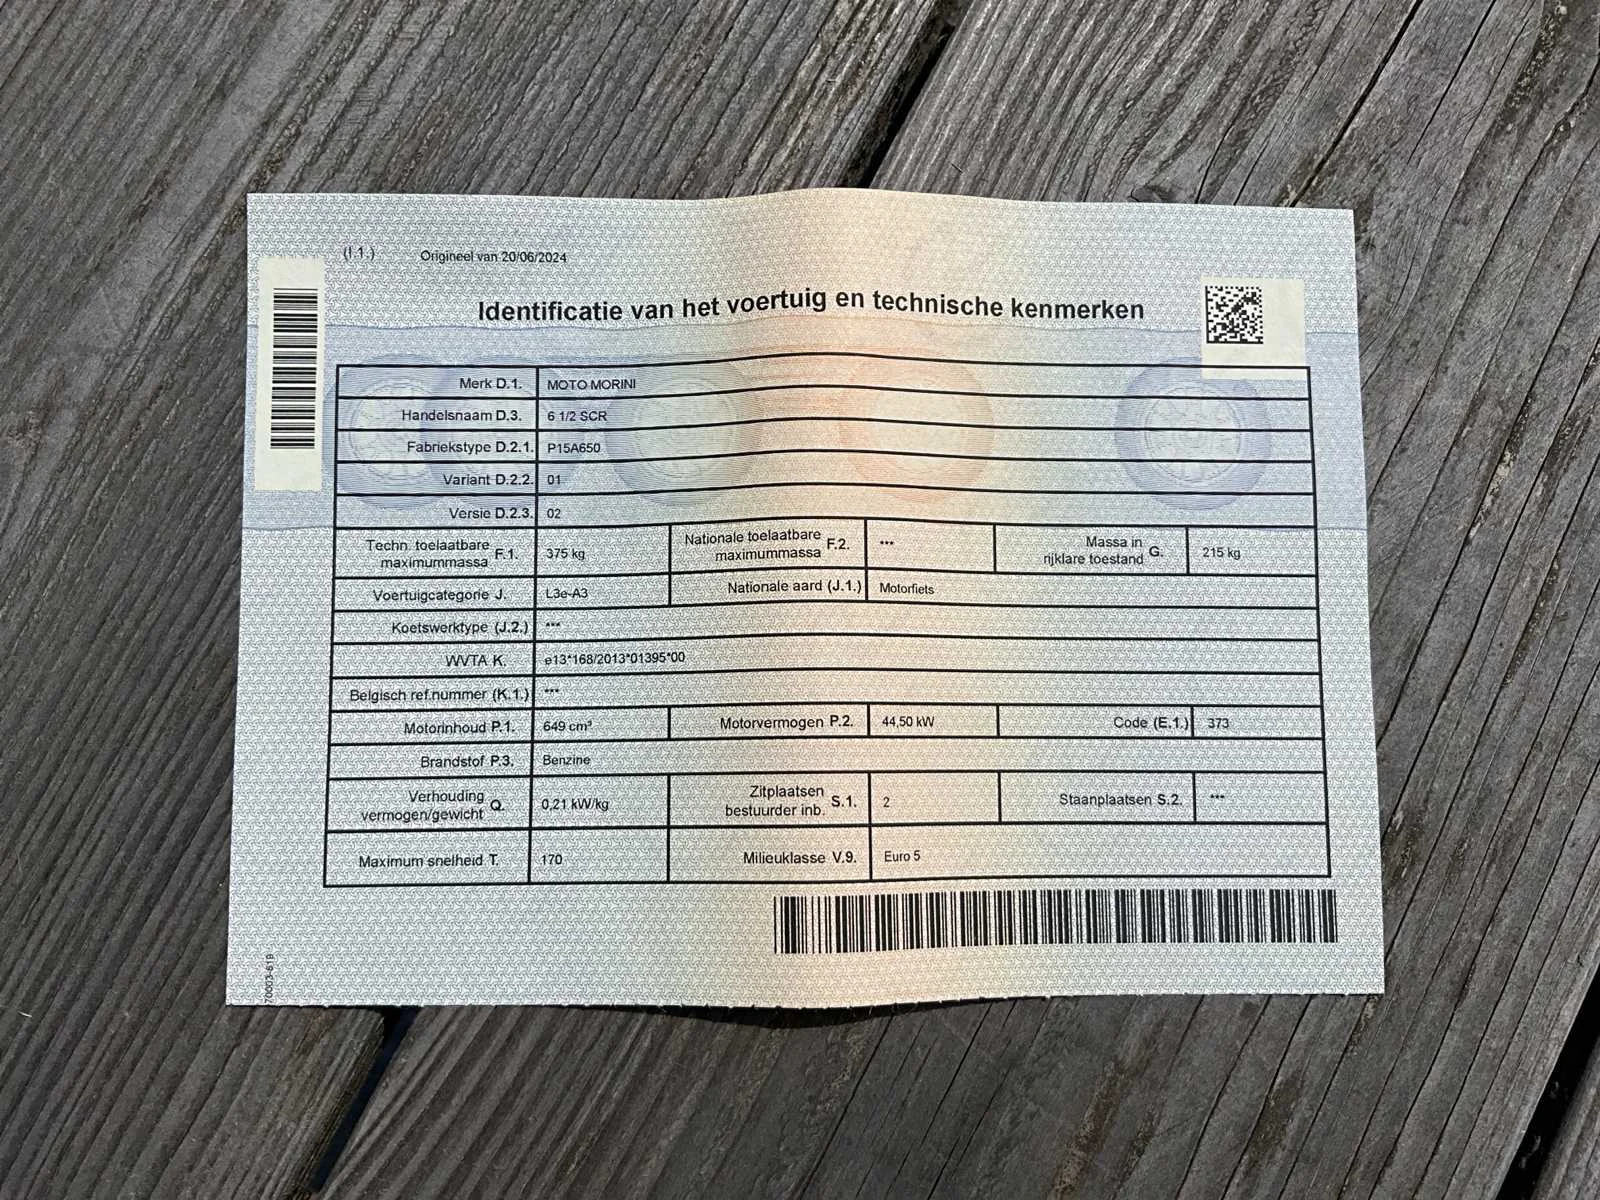 (I.1.) Origineel van 20/06/2024
Identificatie van het voertuig en technische kenmerken
Merk D.1. MOTO MORINI
Handelsnaam D.3. 6 1/2 SCR
Fabriekstype D.2.1. P15A650
Variant D.2.2. 01
Versie D.2.3. 02
Techn. toelaatbare maximummassa F.1. 375 kg Nationale toelaatbare maximummassa F.2. *** Massa in rijklare toestand G. 215 kg
Voertuigcategorie J. L3e-A3 Nationale aard (J.1.) Motorfiets
Koetswerktype (J.2.) ***
WVTA K. e13*168/2013*01395*00
Belgisch ref.nummer (K.1.) ***
Motorinhoud P.1. 649 cm³ Motorvermogen P.2. 44,50 kW Code (E.1.) 373
Brandstof P.3. Benzine
Verhouding vermogen/gewicht Q. 0,21 kW/kg Zitplaatsen bestuurder inb. S.1. 2 Staanplaatsen S.2. ***
Maximum snelheid T. 170 Milieuklasse V.9. Euro 5
70003-619